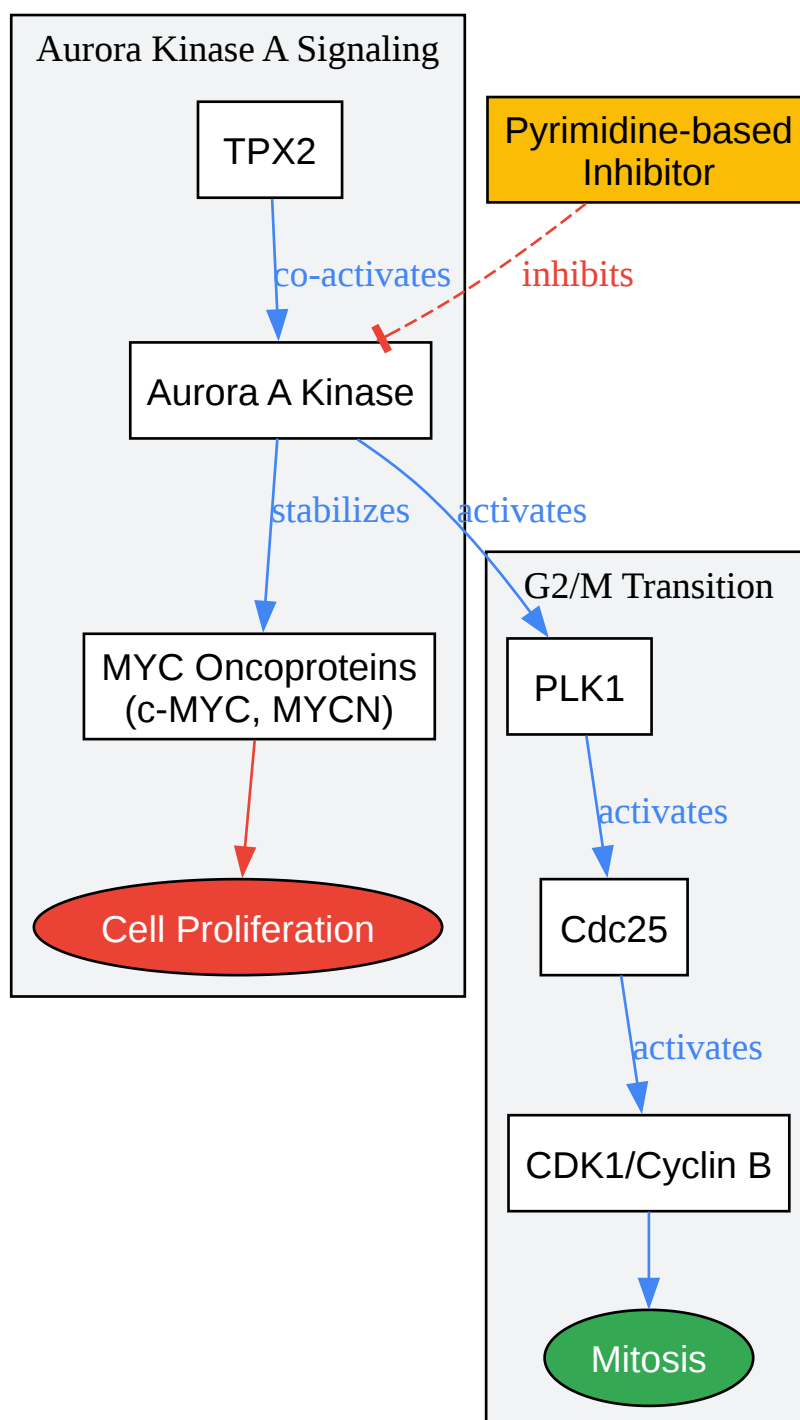 Aurora Kinase A Signaling
TPX2
Pyrimidine-based
Inhibitor
co-activates
inhibits
Aurora A Kinase
stabilizes
activates
G2/M Transition
MYC Oncoproteins
(c-MYC, MYCN)
PLK1
activates
Cell Proliferation
Cdc25
activates
CDK1/Cyclin B
Mitosis